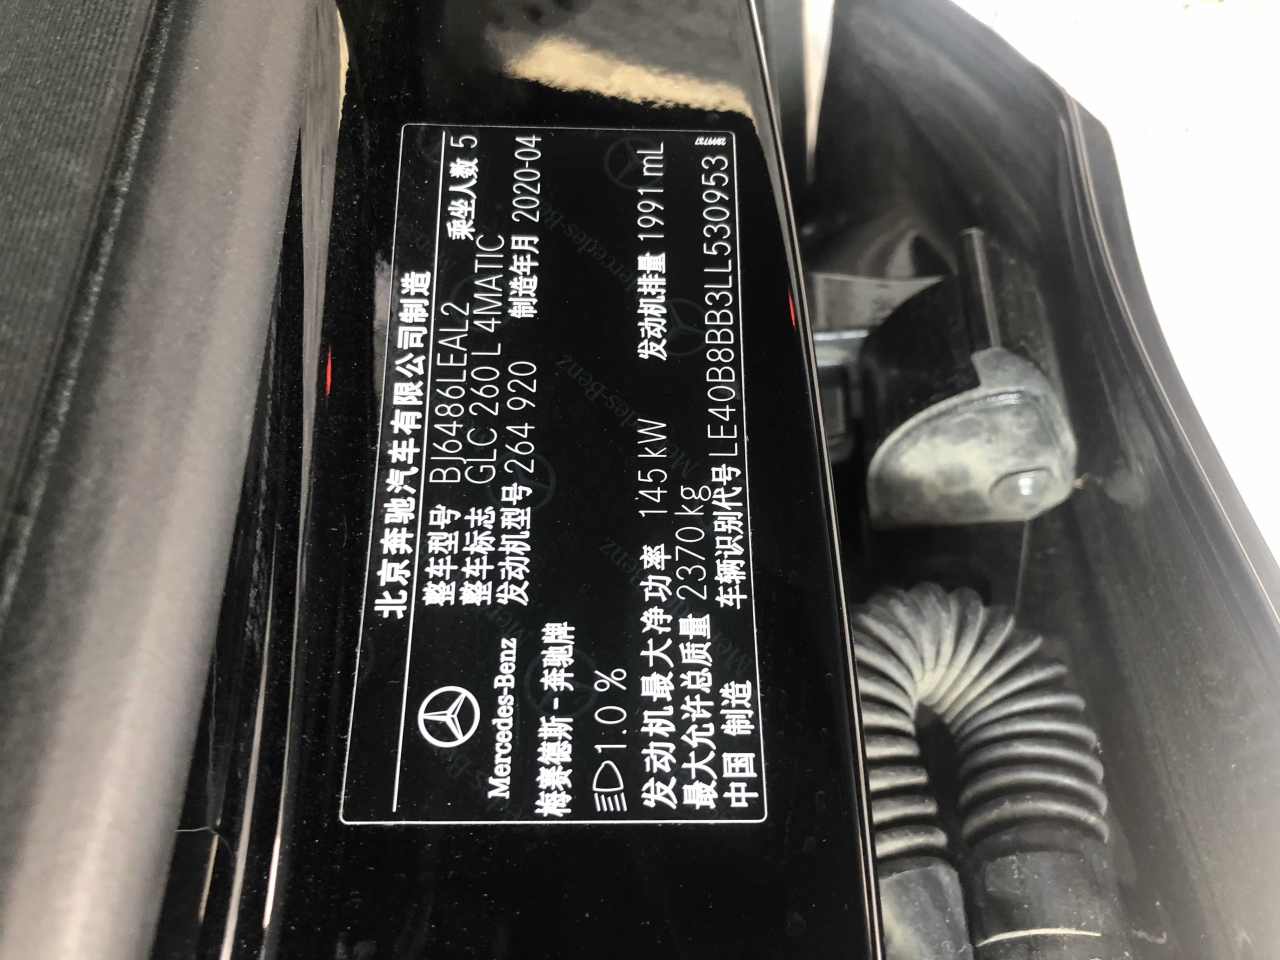 北京奔驰汽车有限公司制造
整车型号 BJ6486LEAL2 乘坐人数 5
整车标志 GLC 260 L 4MATIC
发动机型号 264 920 制造年月 2020-04
Mercedes-Benz
梅赛德斯-奔驰牌
1.0 %
发动机最大净功率 145 kW 发动机排量 1991 mL
最大允许总质量 2370 kg
中国 制造 车辆识别代号 LE40B8BB3LL530953